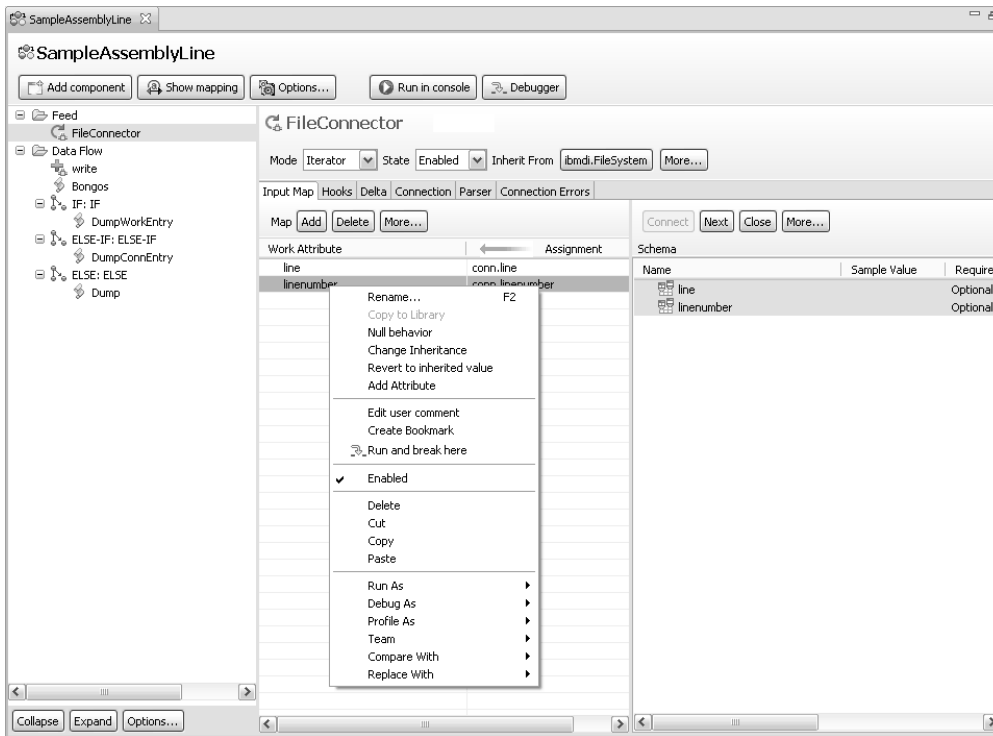 SampleAssemblyLine
SampleAssemblyLine
Add component Show mapping Options... Run in console Debugger
Feed
FileConnector
Data Flow
write
Bongos
IF: IF
DumpWorkEntry
ELSE-IF: ELSE-IF
DumpConnEntry
ELSE: ELSE
Dump
Collapse Expand Options...
FileConnector
Mode Iterator State Enabled Inherit From ibmdi.FileSystem More...
Input Map Hooks Delta Connection Parser Connection Errors
Map Add Delete More...
Work Attribute Assignment
line conn.line
linenumber conn.linenumber
Rename... F2
Copy to Library
Null behavior
Change Inheritance
Revert to inherited value
Add Attribute
Edit user comment
Create Bookmark
Run and break here
Enabled
Delete
Cut
Copy
Paste
Run As
Debug As
Profile As
Team
Compare With
Replace With
Connect Next Close More...
Schema
Name Sample Value Require
line Optional
linenumber Optional